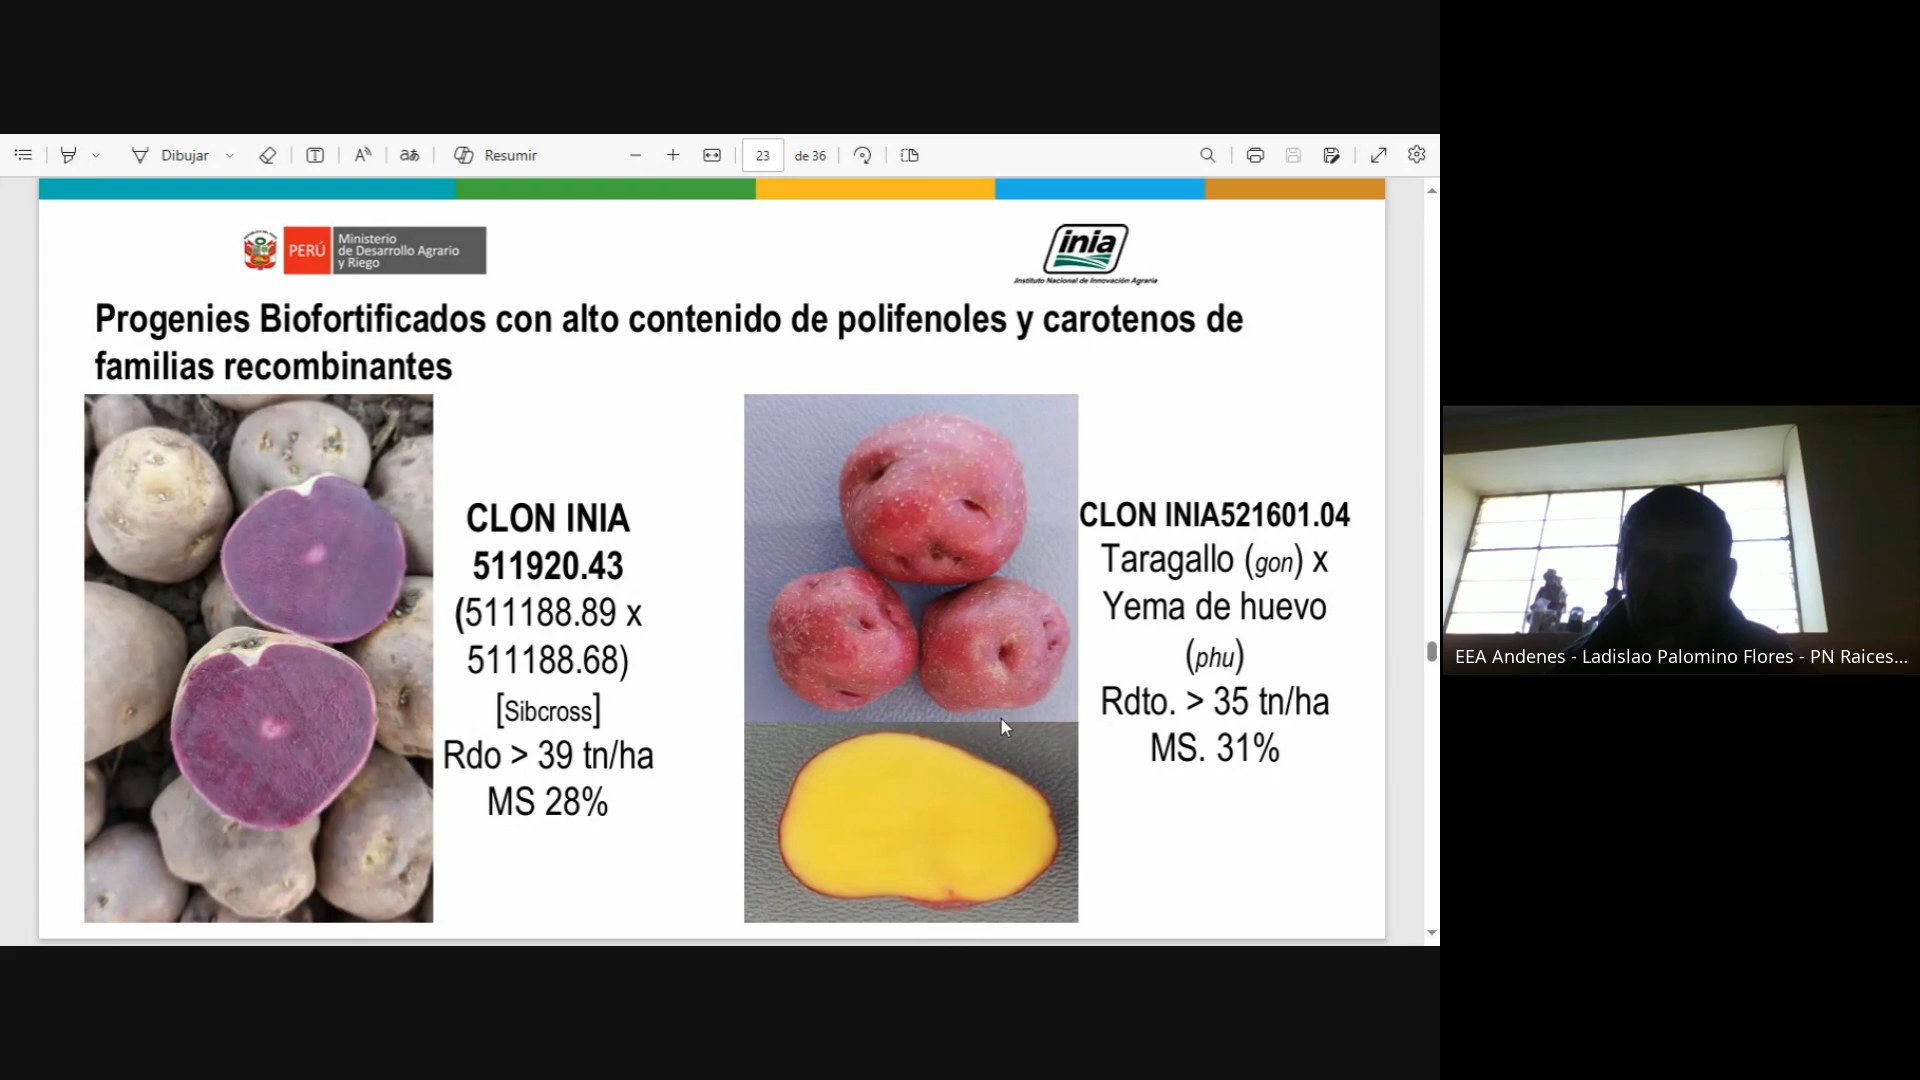 Dibujar
Resumir
23
de 36
PERÚ
Ministerio
de Desarrollo Agrario
y Riego
inia
Instituto Nacional de Innovación Agraria
Progenies Biofortificados con alto contenido de polifenoles y carotenos de
familias recombinantes
CLON INIA
511920.43
(511188.89 x
511188.68)
[Sibcross]
Rdo > 39 tn/ha
MS 28%
CLON INIA521601.04
Taragallo (gon) x
Yema de huevo
(phu)
Rdto. > 35 tn/ha
MS. 31%
EEA Andenes - Ladislao Palomino Flores - PN Raices...